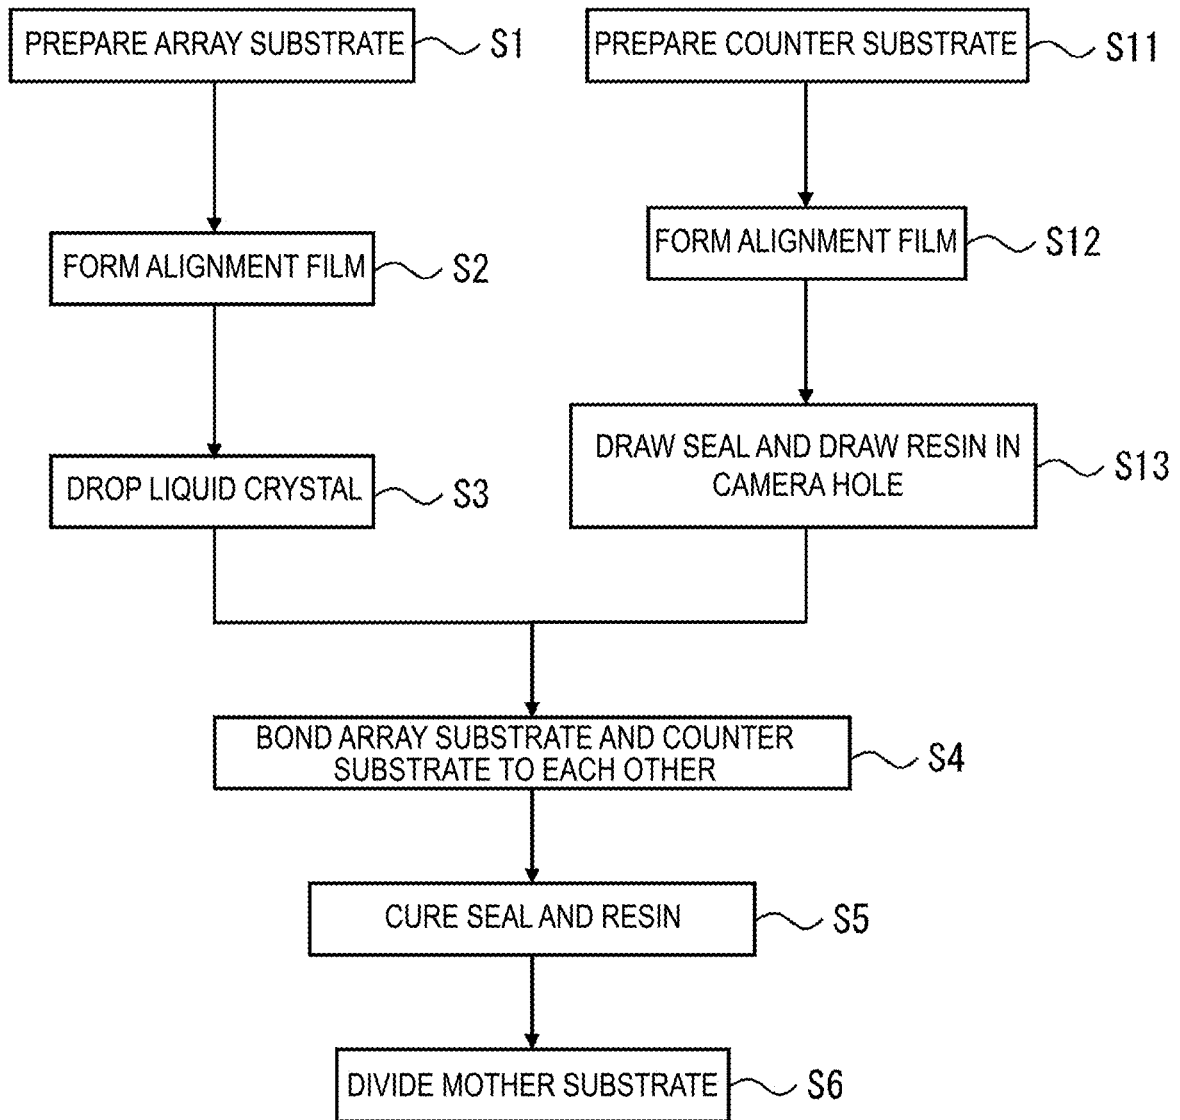 PREPARE ARRAY SUBSTRATE
S1
PREPARE COUNTER SUBSTRATE
S11
FORM ALIGNMENT FILM
S2
FORM ALIGNMENT FILM
S12
DROP LIQUID CRYSTAL
S3
DRAW SEAL AND DRAW RESIN IN
CAMERA HOLE
S13
BOND ARRAY SUBSTRATE AND COUNTER
SUBSTRATE TO EACH OTHER
S4
CURE SEAL AND RESIN
S5
DIVIDE MOTHER SUBSTRATE
S6